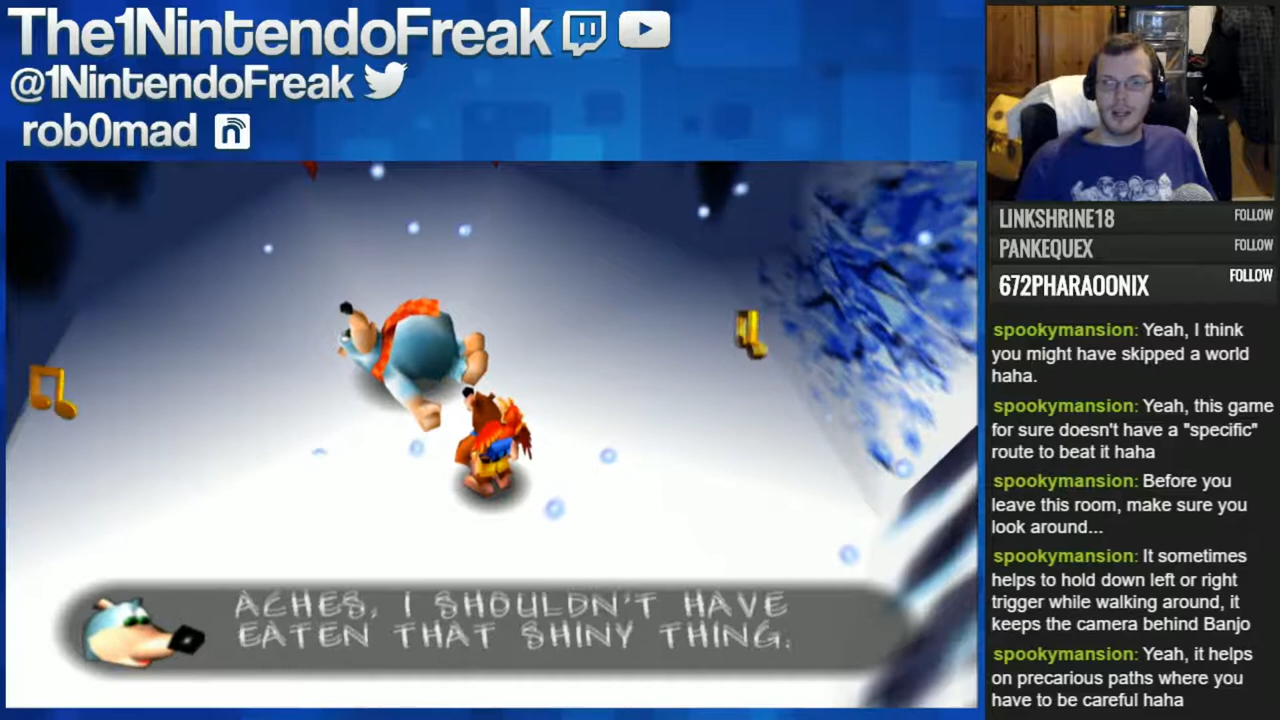 The1NintendoFreak
@1NintendoFreak
rob0mad
LINKSHRINE18 FOLLOW
PANKEQUEX FOLLOW
672PHARAOONIX FOLLOW
spookymansion: Yeah, I think
you might have skipped a world
haha.
spookymansion: Yeah, this game
for sure doesn't have a "specific"
route to beat it haha
spookymansion: Before you
leave this room, make sure you
look around...
spookymansion: It sometimes
helps to hold down left or right
trigger while walking around, it
keeps the camera behind Banjo
spookymansion: Yeah, it helps
on precarious paths where you
have to be careful haha
ACHES, I SHOULDN'T HAVE
EATEN THAT SHINY THING.